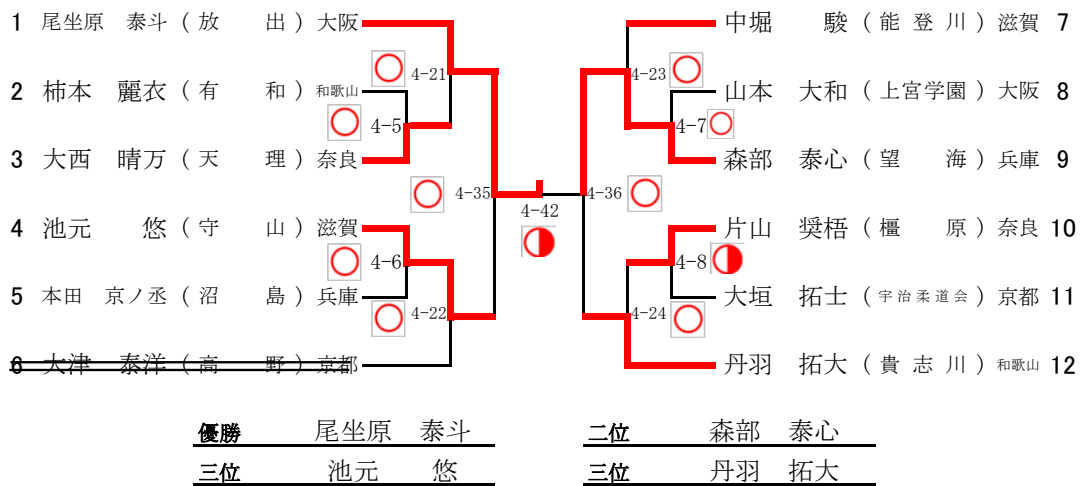 1 尾坐原 泰斗 （ 放 出 ） 大阪
2 柿本 麗衣 （ 有 和 ） 和歌山
3 大西 晴万 （ 天 理 ） 奈良
4 池元 悠 （ 守 山 ） 滋賀
5 本田 京ノ丞 （ 沼 島 ） 兵庫
6 大津 泰洋 （ 高 野 ） 京都
4-21
4-5
4-35
4-6
4-22
4-42
4-23
4-7
4-36
4-8
4-24
中堀 駿 （ 能 登 川 ） 滋賀 7
山本 大和 （ 上宮学園 ） 大阪 8
森部 泰心 （ 望 海 ） 兵庫 9
片山 奨梧 （ 橿 原 ） 奈良 10
大垣 拓士 （ 宇治柔道会 ） 京都 11
丹羽 拓大 （ 貴 志 川 ） 和歌山 12
優勝 尾坐原 泰斗
二位 森部 泰心
三位 池元 悠
三位 丹羽 拓大